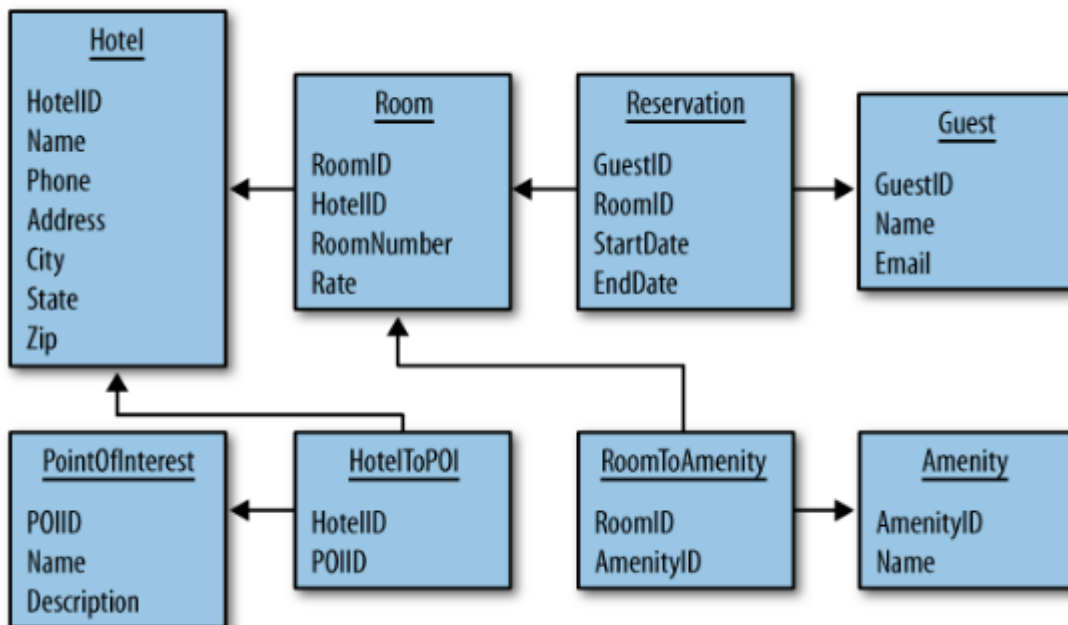 Hotel
HotelID
Name
Phone
Address
City
State
Zip
Room
RoomID
HotelID
RoomNumber
Rate
Reservation
GuestID
RoomID
StartDate
EndDate
Guest
GuestID
Name
Email
PointOfInterest
POIID
Name
Description
HotelToPOI
HotelID
POIID
RoomToAmenity
RoomID
AmenityID
Amenity
AmenityID
Name